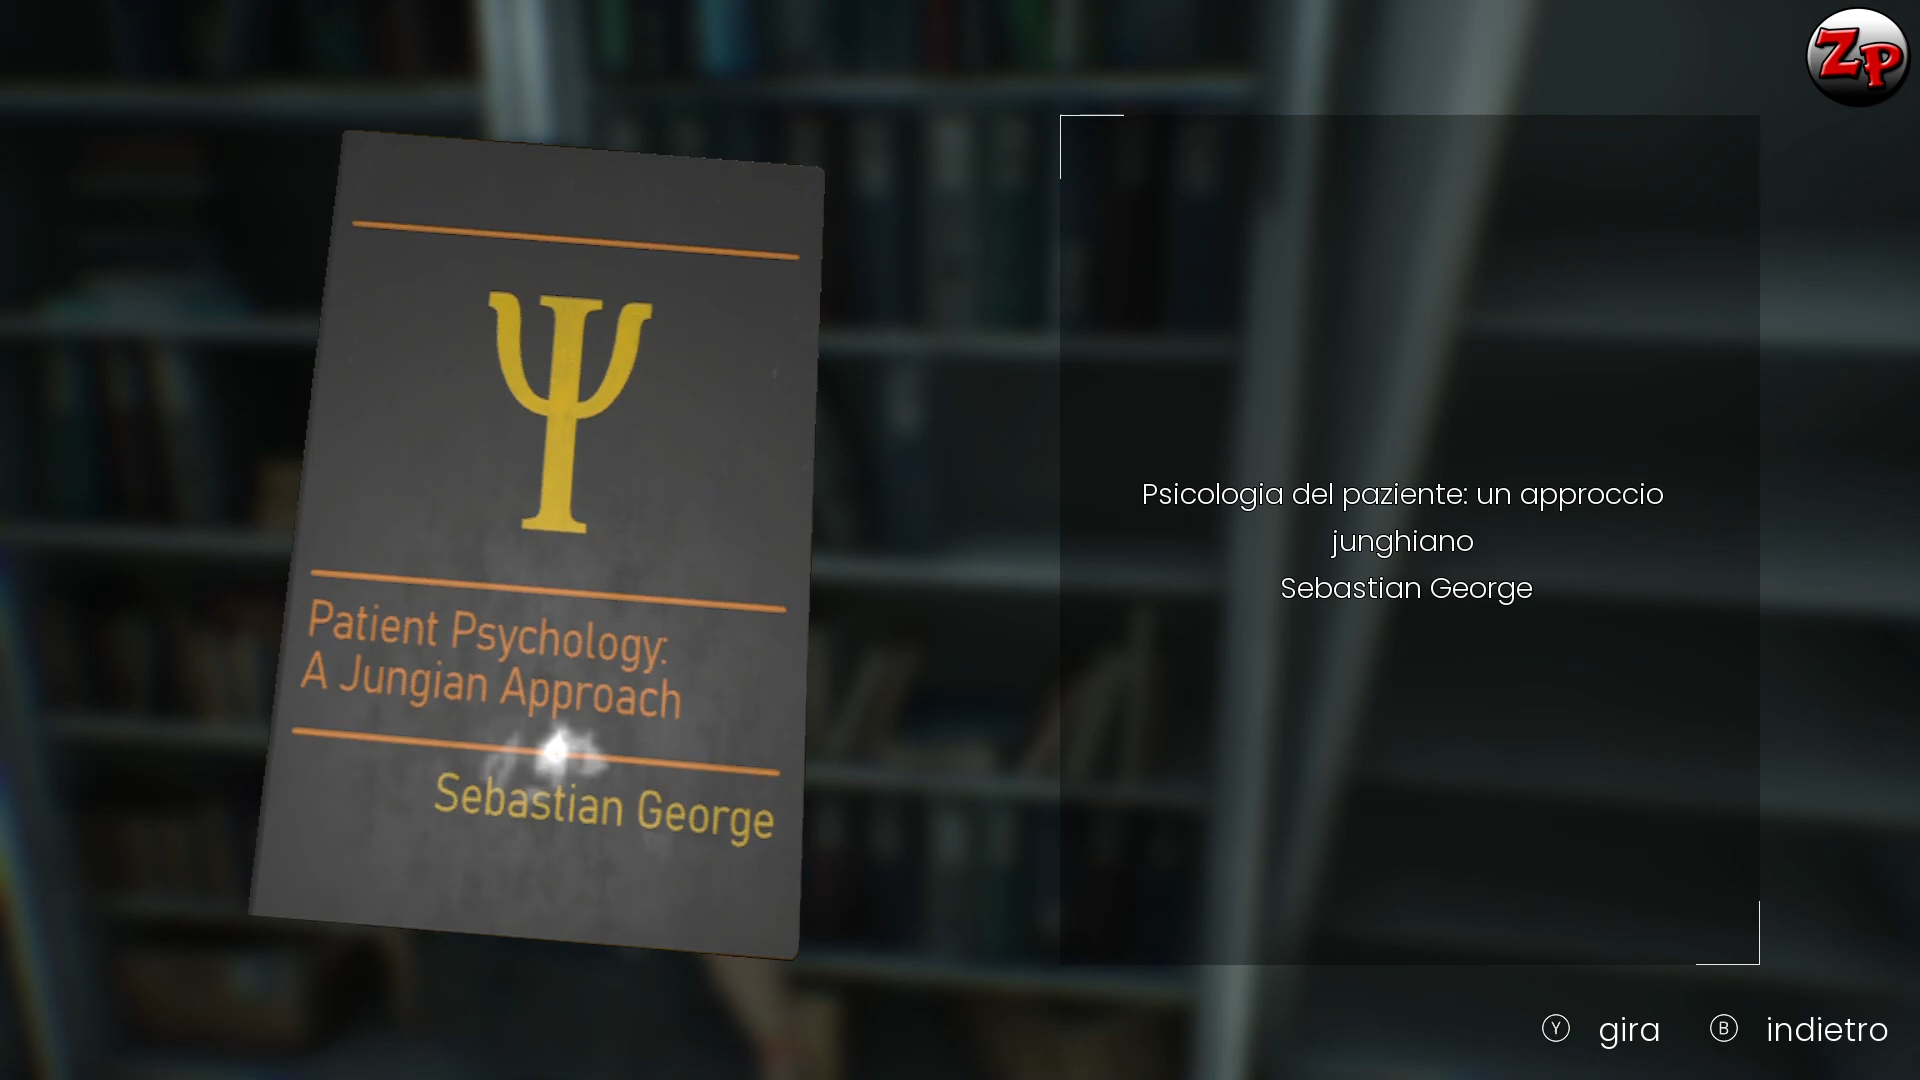 ZP
Ψ
Patient Psychology:
A Jungian Approach
Sebastian George
Psicologia del paziente: un approccio
junghiano
Sebastian George
Y gira B indietro